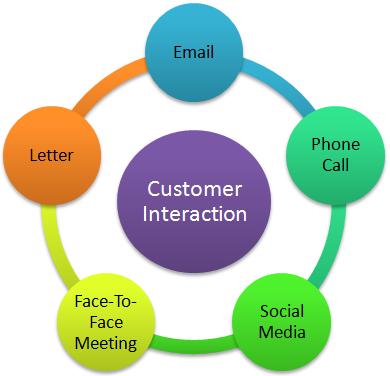 Email
Phone
Call
Social
Media
Face-To-
Face
Meeting
Letter
Customer
Interaction